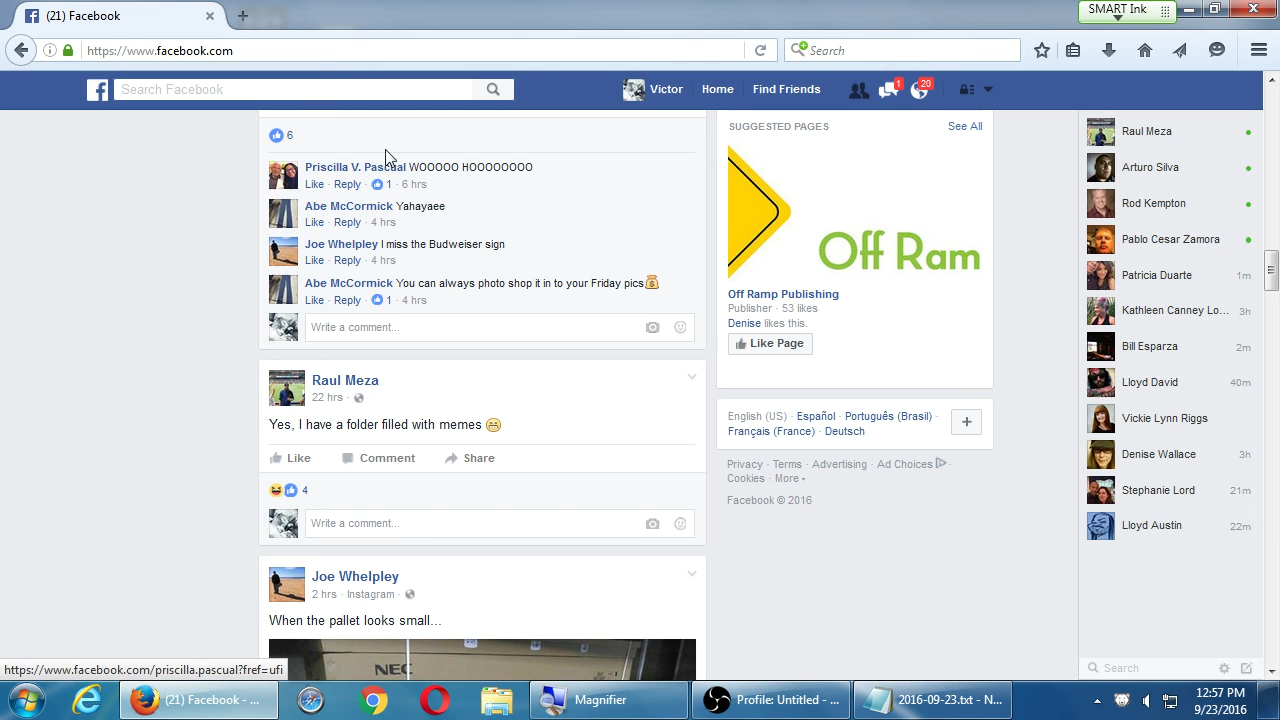 (21) Facebook
SMART Ink
https://www.facebook.com
Search
Search Facebook
Victor
Home
Find Friends
1
20
6
Priscilla V. Pascual WOOOOO HOOOOOOOO
Like · Reply · 1 · 6 hrs
Abe McCormick Yahayaee
Like · Reply · 4 hrs
Joe Whelpley I miss the Budweiser sign
Like · Reply · 4 hrs
Abe McCormick You can always photo shop it in to your Friday pics
Like · Reply · 1 · 4 hrs
Write a comment...
Raul Meza
22 hrs ·
Yes, I have a folder filled with memes
Like Comment Share
4
Write a comment...
Joe Whelpley
2 hrs · Instagram ·
When the pallet looks small...
NEC
SUGGESTED PAGES
See All
Off Ram
Off Ramp Publishing
Publisher · 53 likes
Denise likes this.
Like Page
English (US) · Español · Português (Brasil) ·
Français (France) · Deutsch
Privacy · Terms · Advertising · Ad Choices ·
Cookies · More
Facebook © 2016
Raul Meza
Arturo Silva
Rod Kempton
Pablo Cesar Zamora
Patricia Duarte 1m
Kathleen Canney Lo... 3h
Bill Esparza 2m
Lloyd David 40m
Vickie Lynn Riggs
Denise Wallace 3h
Stephanie Lord 21m
Lloyd Austin 22m
Search
https://www.facebook.com/priscilla.pascual?fref=ufi
(21) Facebook - ...
Magnifier
Profile: Untitled - ...
2016-09-23.txt - N...
12:57 PM
9/23/2016